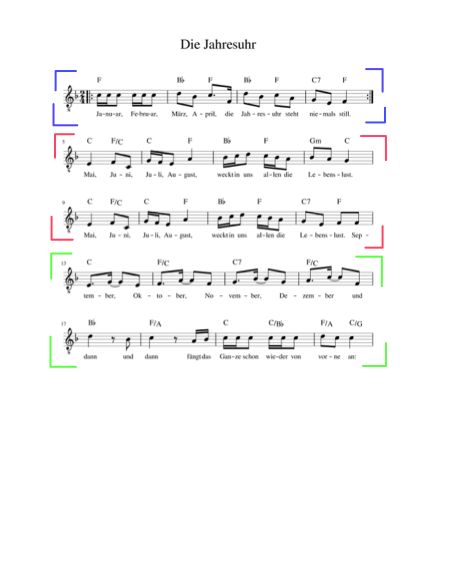 Die Jahresuhr
F B♭ F B♭ F C7 F
Ja-nu-ar, Fe-bru-ar, März, A-pril, die Jah-res-uhr steht nie-mals still.
5
C F/C C F B♭ F Gm C
Mai, Ju-ni, Ju-li, Au-gust, weckt in uns al-len die Le-bens-lust.
9
C F/C C F B♭ F C7 F
Mai, Ju-ni, Ju-li, Au-gust, weckt in uns al-len die Le-bens-lust. Sep-
13
C F/C C7 F/C
tem-ber, Ok-to-ber, No-vem-ber, De-zem-ber und
17
B♭ F/A C C/B♭ F/A C/G
dann und dann fängt das Gan-ze schon wie-der von vor-ne an: